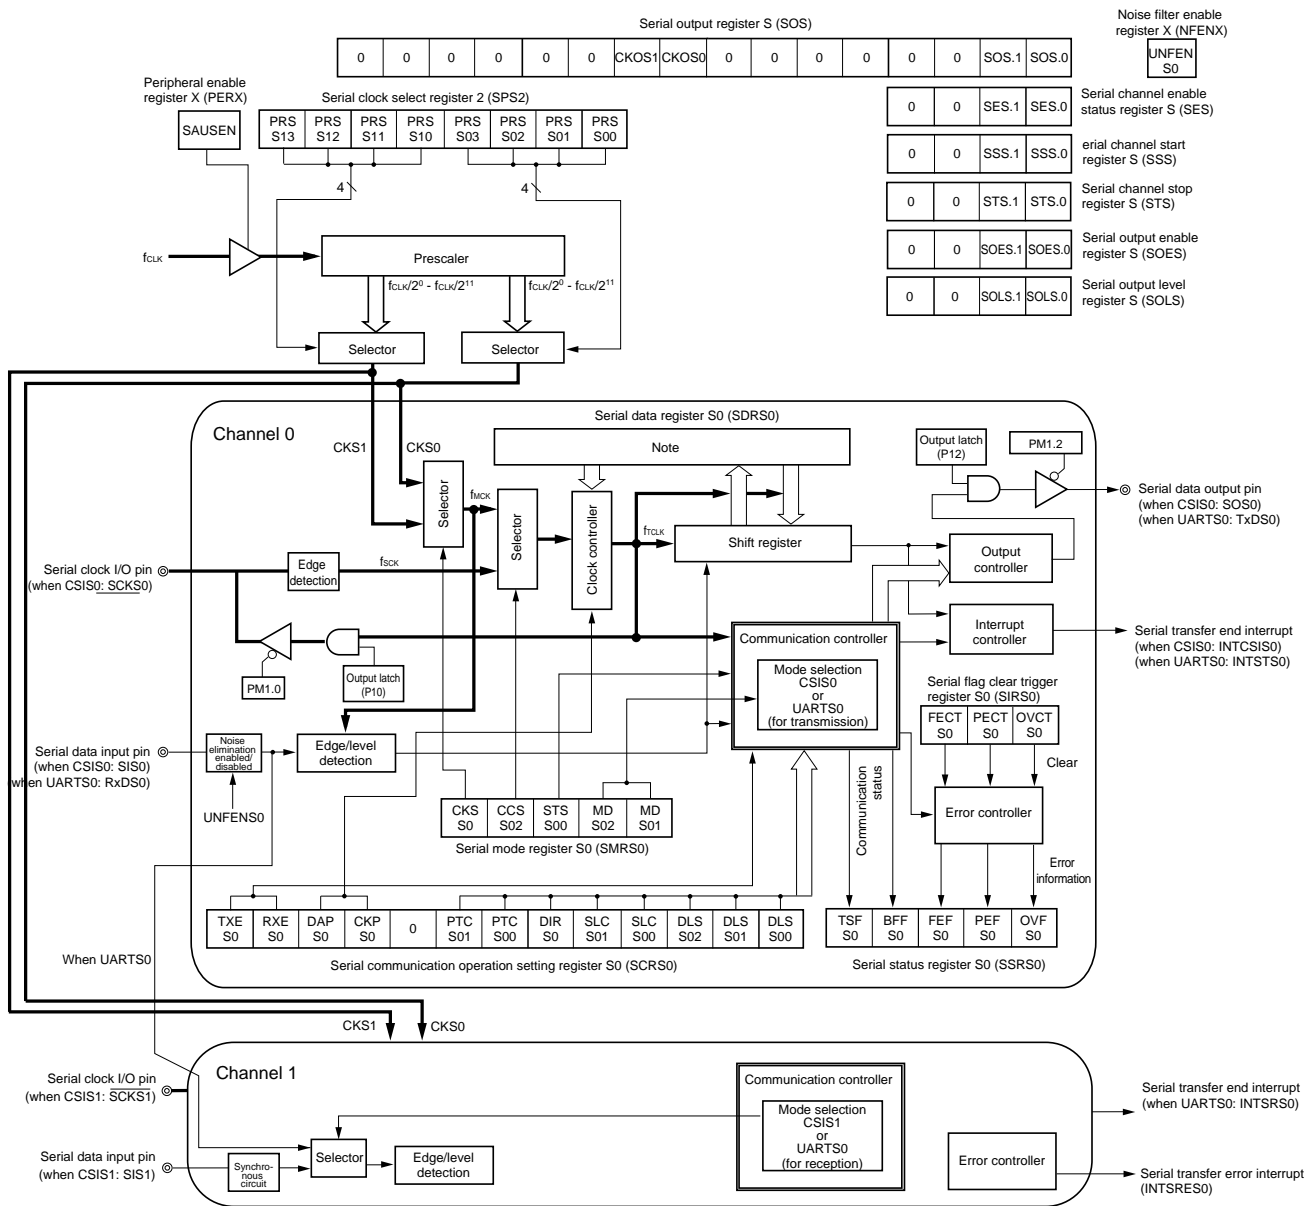 Serial output register S (SOS)
0 0 0 0 0 0 CKOS1 CKOS0 0 0 0 0 0 0 SOS.1 SOS.0
Noise filter enable
register X (NFENX)
UNFEN
S0
Peripheral enable
register X (PERX)
SAUSEN
Serial clock select register 2 (SPS2)
PRS PRS PRS PRS PRS PRS PRS PRS
S13 S12 S11 S10 S03 S02 S01 S00
4 4
0 0 SES.1 SES.0
Serial channel enable
status register S (SES)
0 0 SSS.1 SSS.0
erial channel start
register S (SSS)
0 0 STS.1 STS.0
Serial channel stop
register S (STS)
0 0 SOES.1 SOES.0
Serial output enable
register S (SOES)
0 0 SOLS.1 SOLS.0
Serial output level
register S (SOLS)
fCLK
Prescaler
fCLK/2⁰ - fCLK/2¹¹ fCLK/2⁰ - fCLK/2¹¹
Selector Selector
Channel 0
CKS1
CKS0
Serial data register S0 (SDRS0)
Note
Selector
fMCK
Selector
Clock controller
fTCLK
Shift register
Output latch
(P12)
PM1.2
Serial data output pin
(when CSIS0: SOS0)
(when UARTS0: TxDS0)
Serial clock I/O pin
(when CSIS0: SCKS0)
Edge
detection
fSCK
Output
controller
PM1.0
Output latch
(P10)
Communication controller
Mode selection
CSIS0
or
UARTS0
(for transmission)
Interrupt
controller
Serial transfer end interrupt
(when CSIS0: INTCSIS0)
(when UARTS0: INTSTS0)
Serial flag clear trigger
register S0 (SIRS0)
FECT PECT OVCT
S0 S0 S0
Clear
Serial data input pin
(when CSIS0: SIS0)
when UARTS0: RxDS0)
Noise
elimination
enabled/
disabled
UNFENS0
Edge/level
detection
CKS CCS STS MD MD
S0 S02 S00 S02 S01
Serial mode register S0 (SMRS0)
Communication
status
Error controller
Error
information
TXE RXE DAP CKP 0 PTC PTC DIR SLC SLC DLS DLS DLS
S0 S0 S0 S0 S01 S00 S0 S01 S00 S02 S01 S00
Serial communication operation setting register S0 (SCRS0)
TSF BFF FEF PEF OVF
S0 S0 S0 S0 S0
Serial status register S0 (SSRS0)
When UARTS0
CKS1 CKS0
Channel 1
Serial clock I/O pin
(when CSIS1: SCKS1)
Serial data input pin
(when CSIS1: SIS1)
Synchro-
nous
circuit
Selector
Edge/level
detection
Communication controller
Mode selection
CSIS1
or
UARTS0
(for reception)
Error controller
Serial transfer end interrupt
(when UARTS0: INTSRS0)
Serial transfer error interrupt
(INTSRES0)